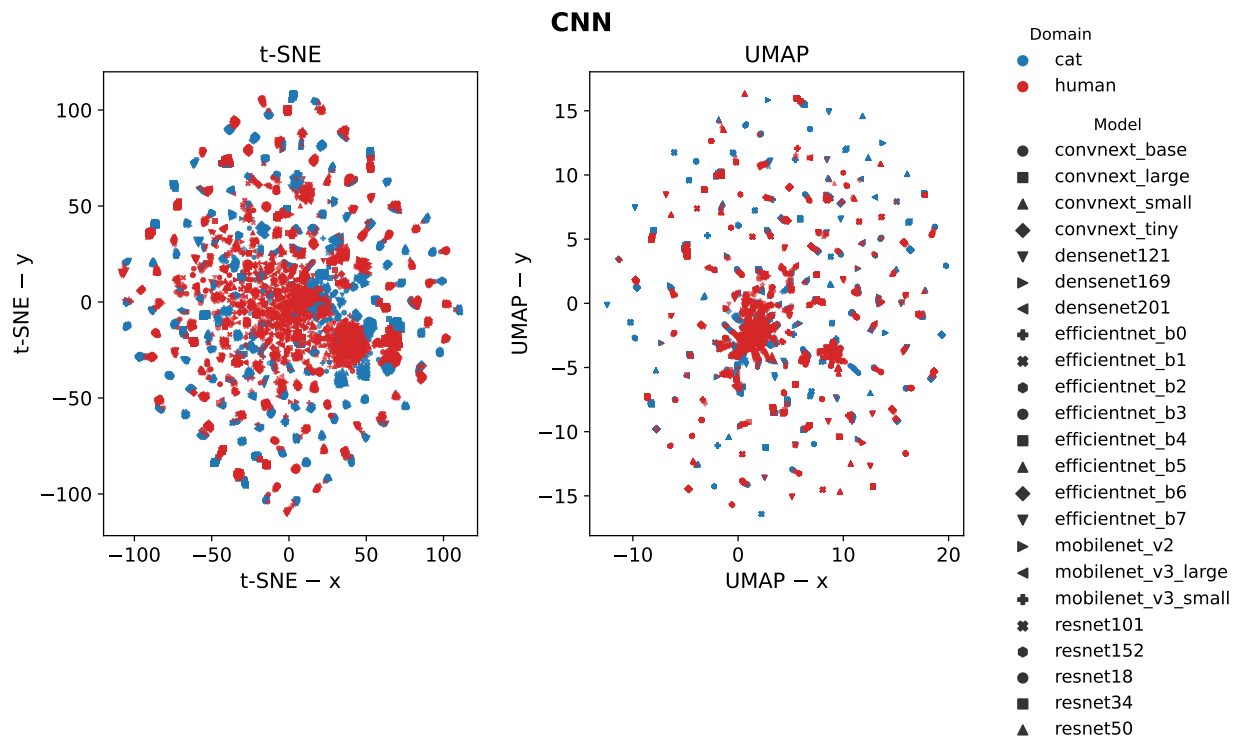 CNN
t-SNE
100
50
0
−50
−100
−100
−50
0
50
100
t-SNE − x
t-SNE − y
UMAP
15
10
5
0
−5
−10
−15
−10
0
10
20
UMAP − x
UMAP − y
Domain
cat
human
Model
convnext_base
convnext_large
convnext_small
convnext_tiny
densenet121
densenet169
densenet201
efficientnet_b0
efficientnet_b1
efficientnet_b2
efficientnet_b3
efficientnet_b4
efficientnet_b5
efficientnet_b6
efficientnet_b7
mobilenet_v2
mobilenet_v3_large
mobilenet_v3_small
resnet101
resnet152
resnet18
resnet34
resnet50